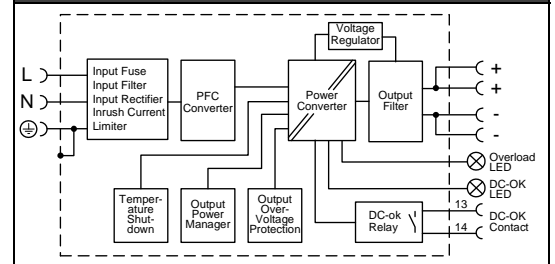 Voltage
Regulator
L
N
Input Fuse
Input Filter
Input Rectifier
Inrush Current
Limiter
PFC
Converter
Power
Converter
Output
Filter
+
+
-
-
Overload
LED
DC-OK
LED
Temper-
ature
Shut-
down
Output
Power
Manager
Output
Over-
Voltage
Protection
DC-ok
Relay
13
14
DC-OK
Contact